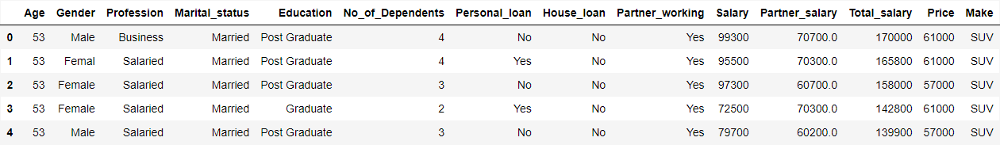 Age Gender Profession Marital_status Education No_of_Dependents Personal_loan House_loan Partner_working Salary Partner_salary Total_salary Price Make
0 53 Male Business Married Post Graduate 4 No No Yes 99300 70700.0 170000 61000 SUV
1 53 Femal Salaried Married Post Graduate 4 Yes No Yes 95500 70300.0 165800 61000 SUV
2 53 Female Salaried Married Post Graduate 3 No No Yes 97300 60700.0 158000 57000 SUV
3 53 Female Salaried Married Graduate 2 Yes No Yes 72500 70300.0 142800 61000 SUV
4 53 Male Salaried Married Post Graduate 3 No No Yes 79700 60200.0 139900 57000 SUV